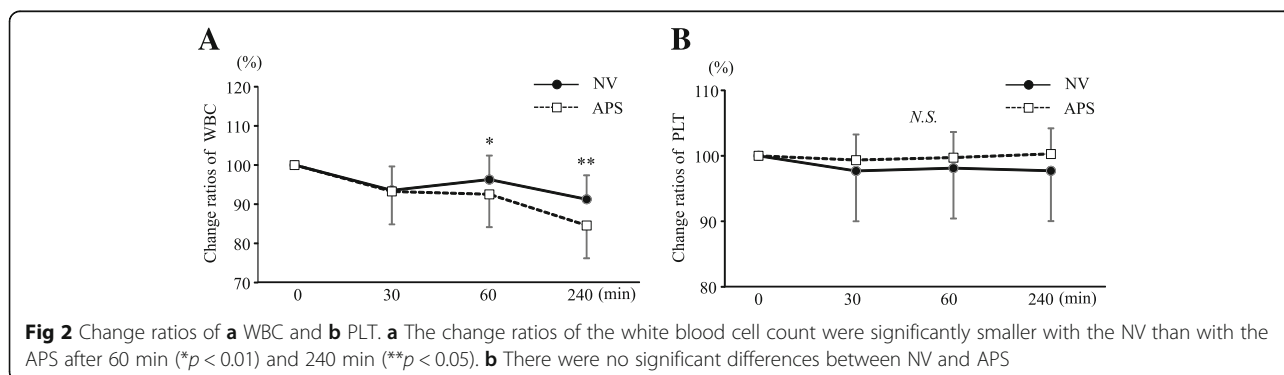 A
(%)
NV
APS
120
110
100
90
80
70
Change ratios of WBC
*
**
0 30 60 240 (min)
B
(%)
NV
APS
110
100
90
80
Change ratios of PLT
N.S.
0 30 60 240 (min)
Fig 2 Change ratios of a WBC and b PLT. a The change ratios of the white blood cell count were significantly smaller with the NV than with the
APS after 60 min (*p < 0.01) and 240 min (**p < 0.05). b There were no significant differences between NV and APS